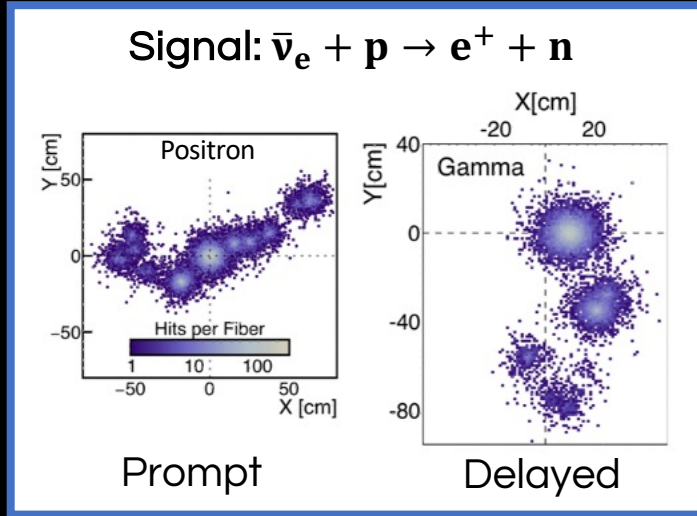 Signal: ν̄ₑ + p → e⁺ + n
Positron
Y [cm]
50
0
−50
Hits per Fiber
1 10 100
−50 0 50
X [cm]
Prompt
X[cm]
-20 20
Gamma
Y[cm]
40
0
-40
-80
Delayed